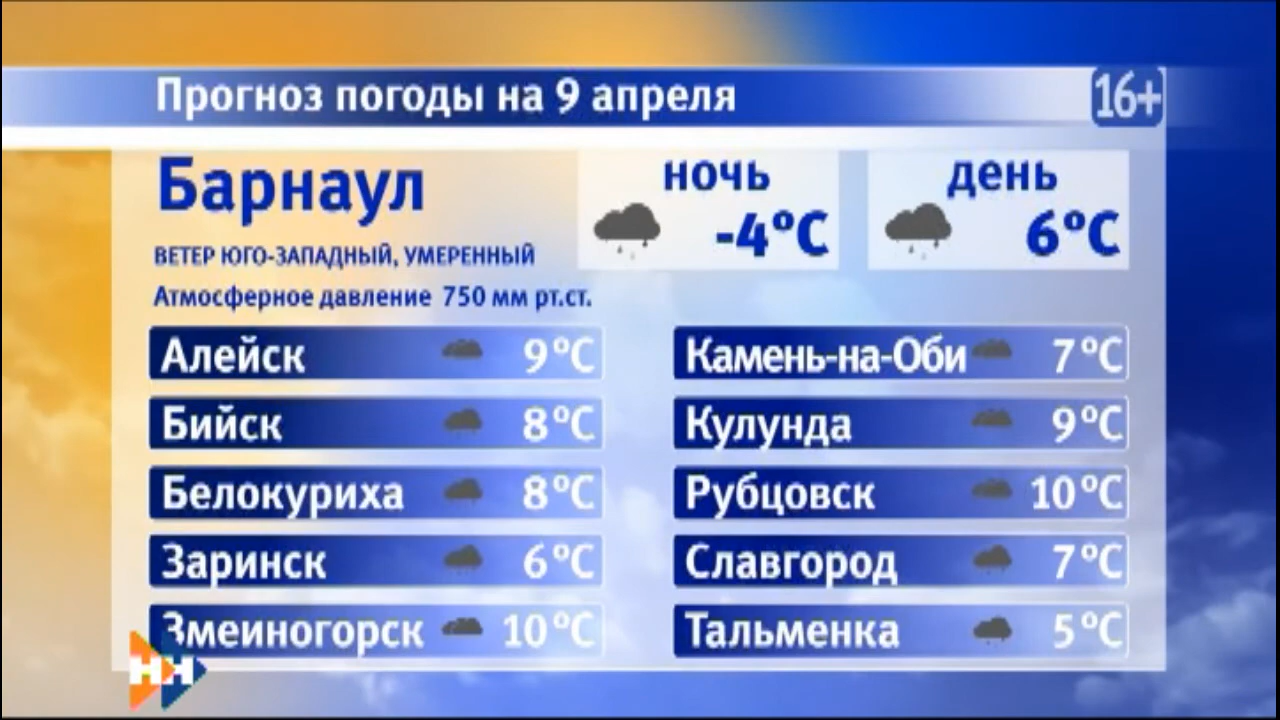 Прогноз погоды на 9 апреля
16+
Барнаул
ВЕТЕР ЮГО-ЗАПАДНЫЙ, УМЕРЕННЫЙ
Атмосферное давление 750 мм рт.ст.
ночь
-4°C
день
6°C
Алейск 9°C
Бийск 8°C
Белокуриха 8°C
Заринск 6°C
Змеиногорск 10°C
Камень-на-Оби 7°C
Кулунда 9°C
Рубцовск 10°C
Славгород 7°C
Тальменка 5°C
НН